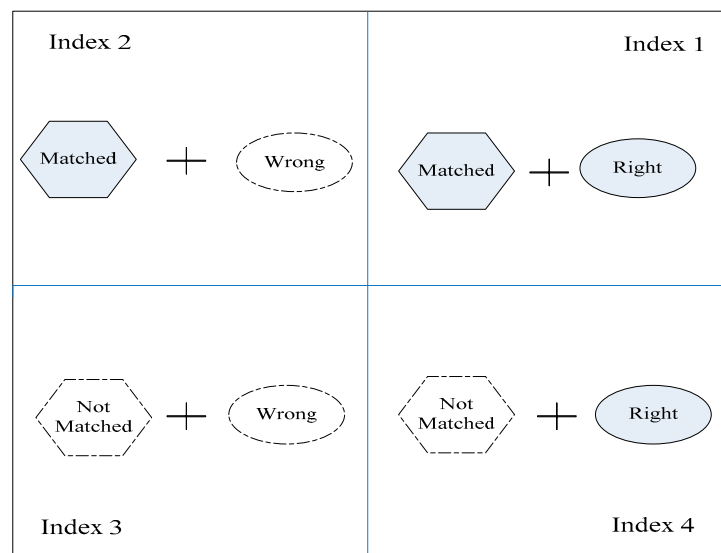 Index 2
Matched
Wrong
Index 1
Matched
Right
Not
Matched
Wrong
Index 3
Not
Matched
Right
Index 4